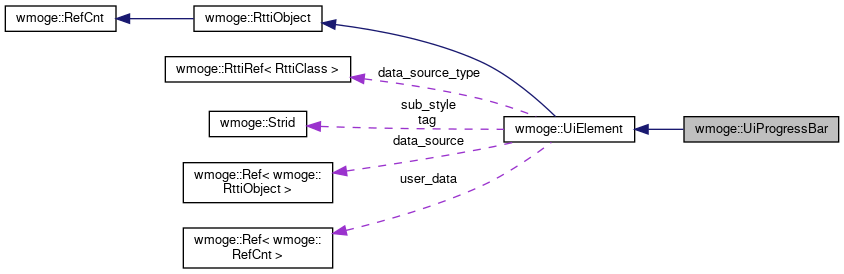 wmoge::RefCnt
wmoge::RttiObject
wmoge::RttiRef< RttiClass >
data_source_type
wmoge::Strid
sub_style
tag
wmoge::UiElement
wmoge::UiProgressBar
data_source
wmoge::Ref< wmoge::
RttiObject >
user_data
wmoge::Ref< wmoge::
RefCnt >